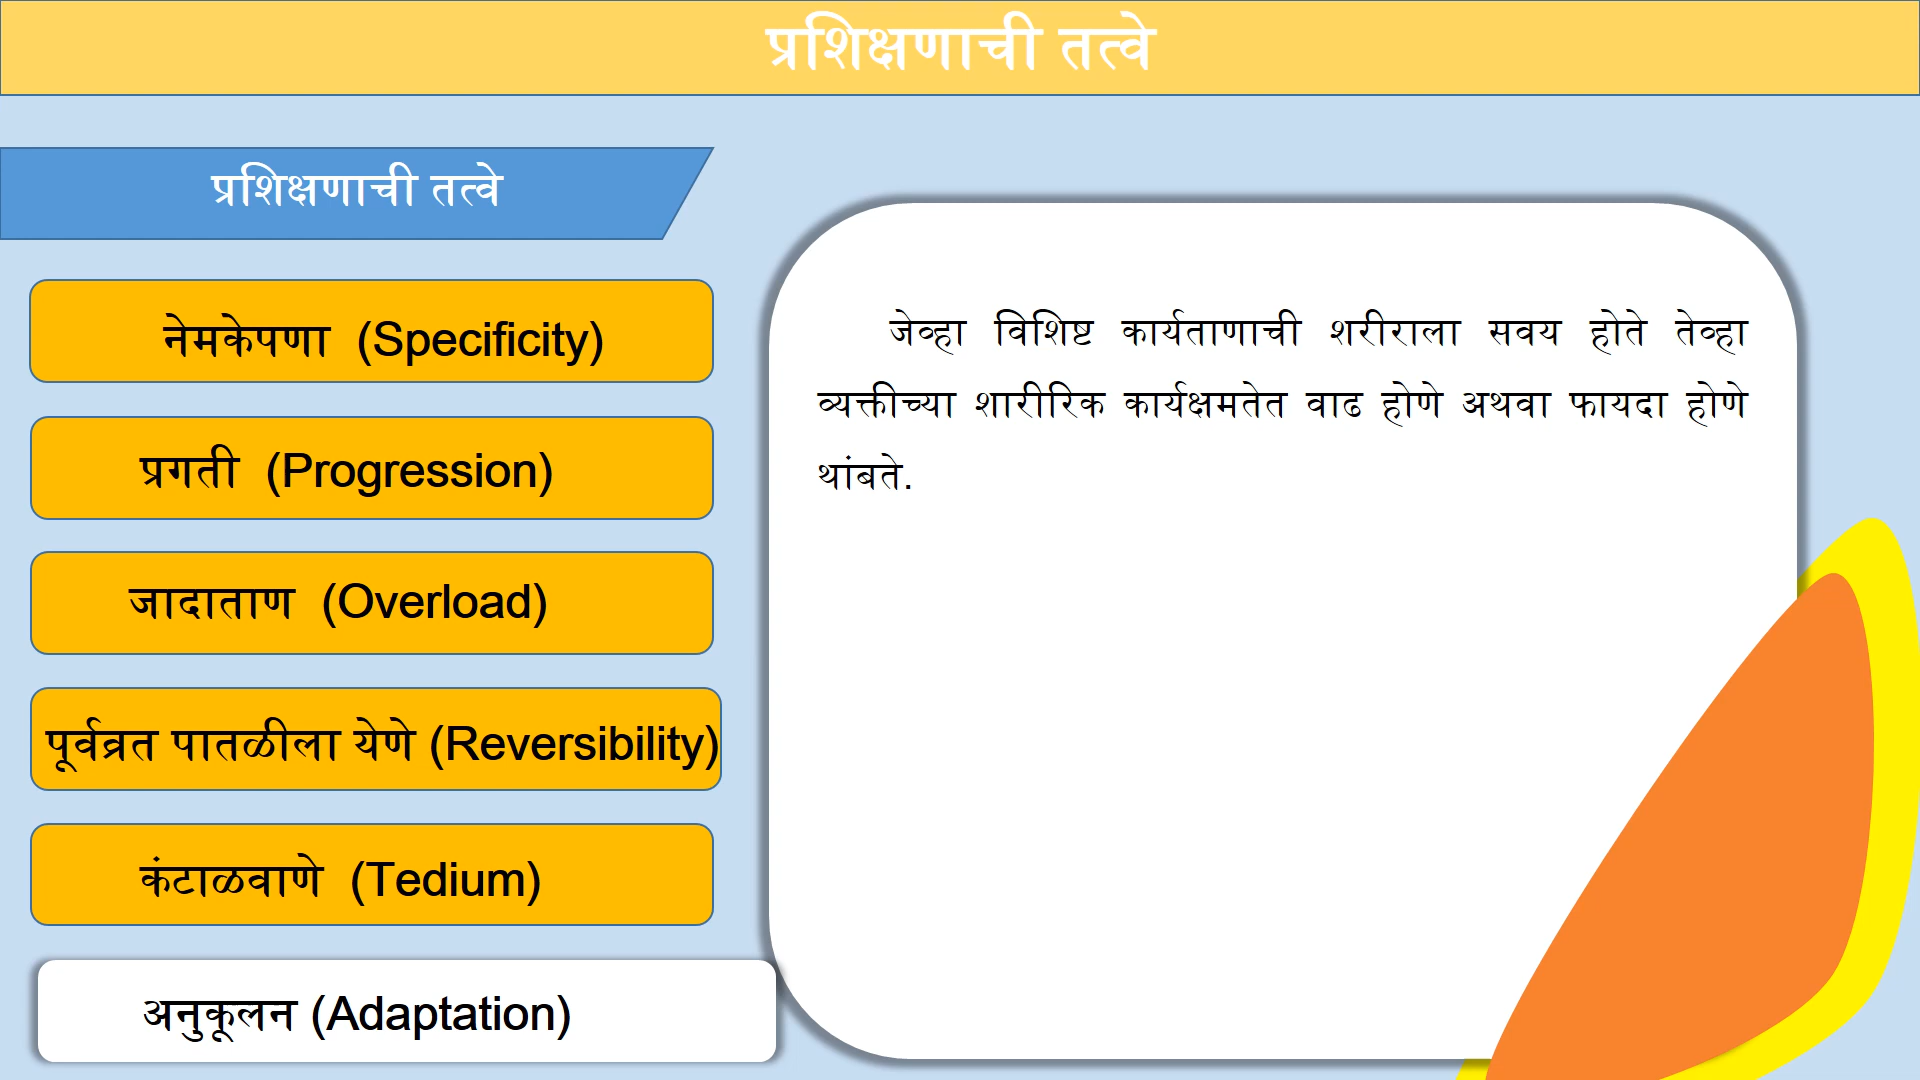 प्रशिक्षणाची तत्वे
प्रशिक्षणाची तत्वे
नेमकेपणा (Specificity)
प्रगती (Progression)
जादाताण (Overload)
पूर्वव्रत पातळीला येणे (Reversibility)
कंटाळवाणे (Tedium)
अनुकूलन (Adaptation)
जेव्हा विशिष्ट कार्यताणाची शरीराला सवय होते तेव्हा
व्यक्तीच्या शारीरिक कार्यक्षमतेत वाढ होणे अथवा फायदा होणे
थांबते.